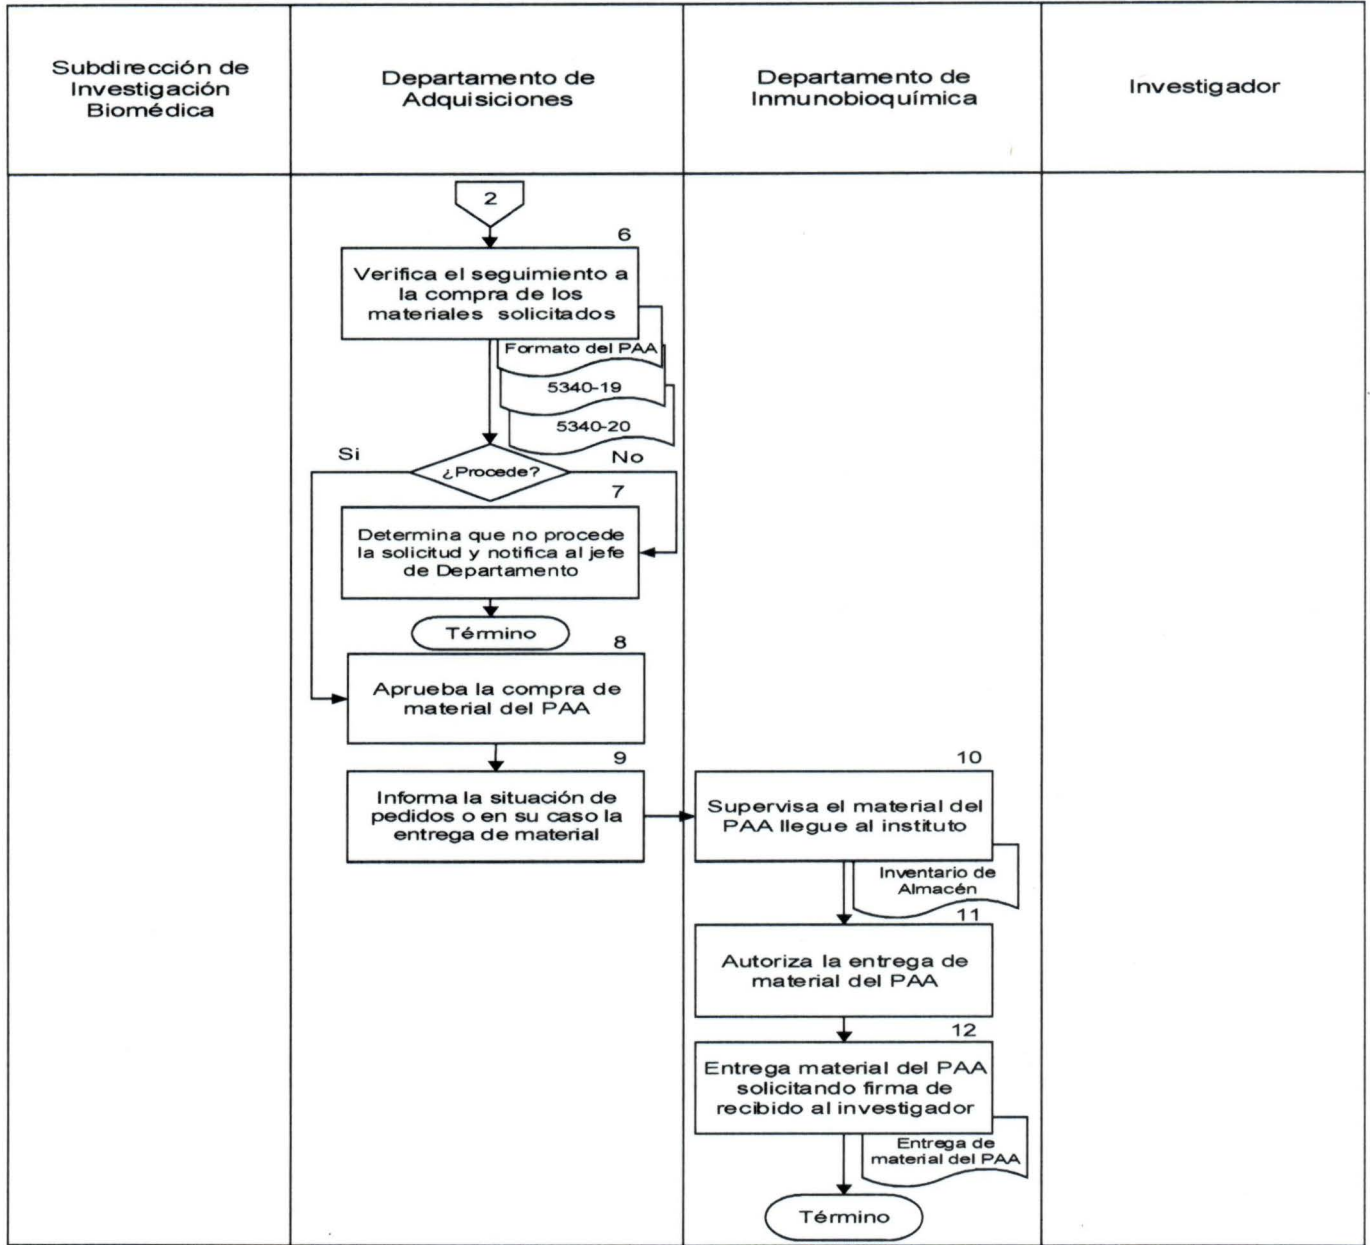 Subdirección de
Investigación
Biomédica
Departamento de
Adquisiciones
Departamento de
Inmunobioquímica
Investigador
2
6
Verifica el seguimiento a
la compra de los
materiales solicitados
Formato del PAA
5340-19
5340-20
Si
¿Procede?
No
7
Determina que no procede
la solicitud y notifica al jefe
de Departamento
Término
8
Aprueba la compra de
material del PAA
9
Informa la situación de
pedidos o en su caso la
entrega de material
10
Supervisa el material del
PAA llegue al instituto
Inventario de
Almacén
11
Autoriza la entrega de
material del PAA
12
Entrega material del PAA
solicitando firma de
recibido al investigador
Entrega de
material del PAA
Término